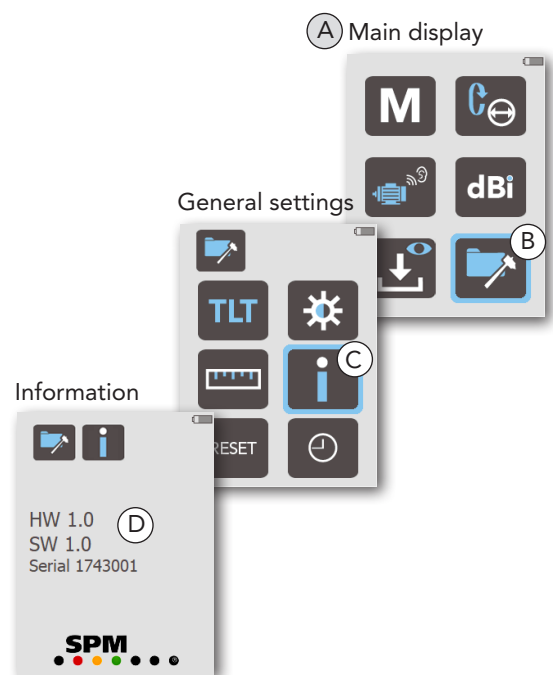 A Main display
M C
dBi
B
General settings
TLT
C
i
RESET
Information
i
HW 1.0
D
SW 1.0
Serial 1743001
SPM